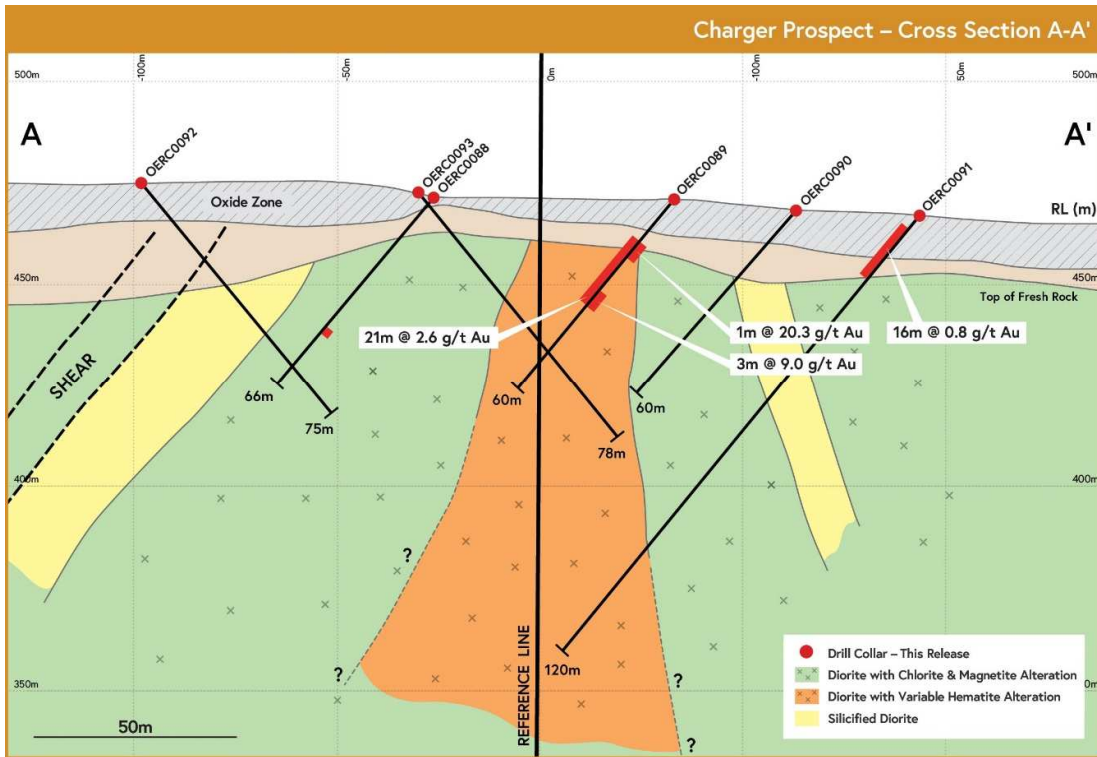 Charger Prospect – Cross Section A-A'
-100m
-50m
0m
-100m
50m
500m
500m
A
A'
OERC0092
OERC0093
OERC0088
OERC0089
OERC0090
OERC0091
Oxide Zone
RL (m)
450m
Top of Fresh Rock
21m @ 2.6 g/t Au
1m @ 20.3 g/t Au
16m @ 0.8 g/t Au
3m @ 9.0 g/t Au
SHEAR
66m
75m
60m
60m
78m
400m
400m
?
?
?
?
REFERENCE LINE
120m
350m
50m
Drill Collar – This Release
Diorite with Chlorite & Magnetite Alteration
Diorite with Variable Hematite Alteration
Silicified Diorite